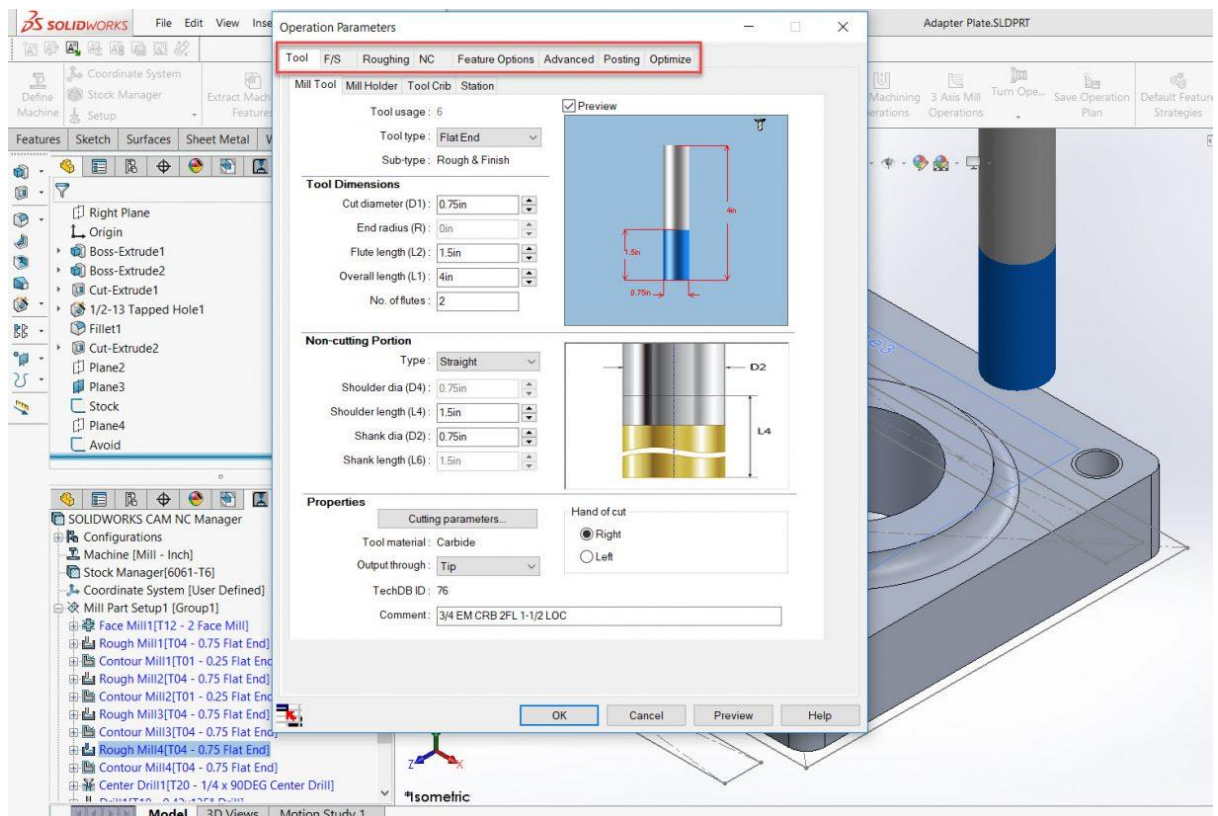 SOLIDWORKS File Edit View Inse
Adapter Plate.SLDPRT
Operation Parameters
Tool F/S Roughing NC Feature Options Advanced Posting Optimize
Mill Tool Mill Holder Tool Crib Station
Define
Machine
Coordinate System
Stock Manager
Setup
Extract Mach
Feature
Machining
erations
3 Axis Mill
Operations
Turn Ope...
Save Operation
Plan
Default Feature
Strategies
Features Sketch Surfaces Sheet Metal
Right Plane
Origin
Boss-Extrude1
Boss-Extrude2
Cut-Extrude1
1/2-13 Tapped Hole1
Fillet1
Cut-Extrude2
Plane2
Plane3
Stock
Plane4
Avoid
SOLIDWORKS CAM NC Manager
Configurations
Machine [Mill - Inch]
Stock Manager[6061-T6]
Coordinate System [User Defined]
Mill Part Setup1 [Group1]
Face Mill1[T12 - 2 Face Mill]
Rough Mill1[T04 - 0.75 Flat End]
Contour Mill1[T01 - 0.25 Flat End
Rough Mill2[T04 - 0.75 Flat End]
Contour Mill2[T01 - 0.25 Flat End
Rough Mill3[T04 - 0.75 Flat End]
Contour Mill3[T04 - 0.75 Flat End]
Rough Mill4[T04 - 0.75 Flat End]
Contour Mill4[T04 - 0.75 Flat End]
Center Drill1[T20 - 1/4 x 90DEG Center Drill]
Model 3D Views Motion Study 1
Tool usage : 6
Tool type : Flat End
Sub-type : Rough & Finish
Tool Dimensions
Cut diameter (D1) : 0.75in
End radius (R) : 0in
Flute length (L2) : 1.5in
Overall length (L1) : 4in
No. of flutes : 2
Preview
4in
1.5in
0.75in
Non-cutting Portion
Type : Straight
Shoulder dia (D4) : 0.75in
Shoulder length (L4) : 1.5in
Shank dia (D2) : 0.75in
Shank length (L6) : 1.5in
D2
L4
Properties
Cutting parameters...
Tool material : Carbide
Output through : Tip
TechDB ID : 76
Comment : 3/4 EM CRB 2FL 1-1/2 LOC
Hand of cut
Right
Left
OK Cancel Preview Help
Z X
*Isometric